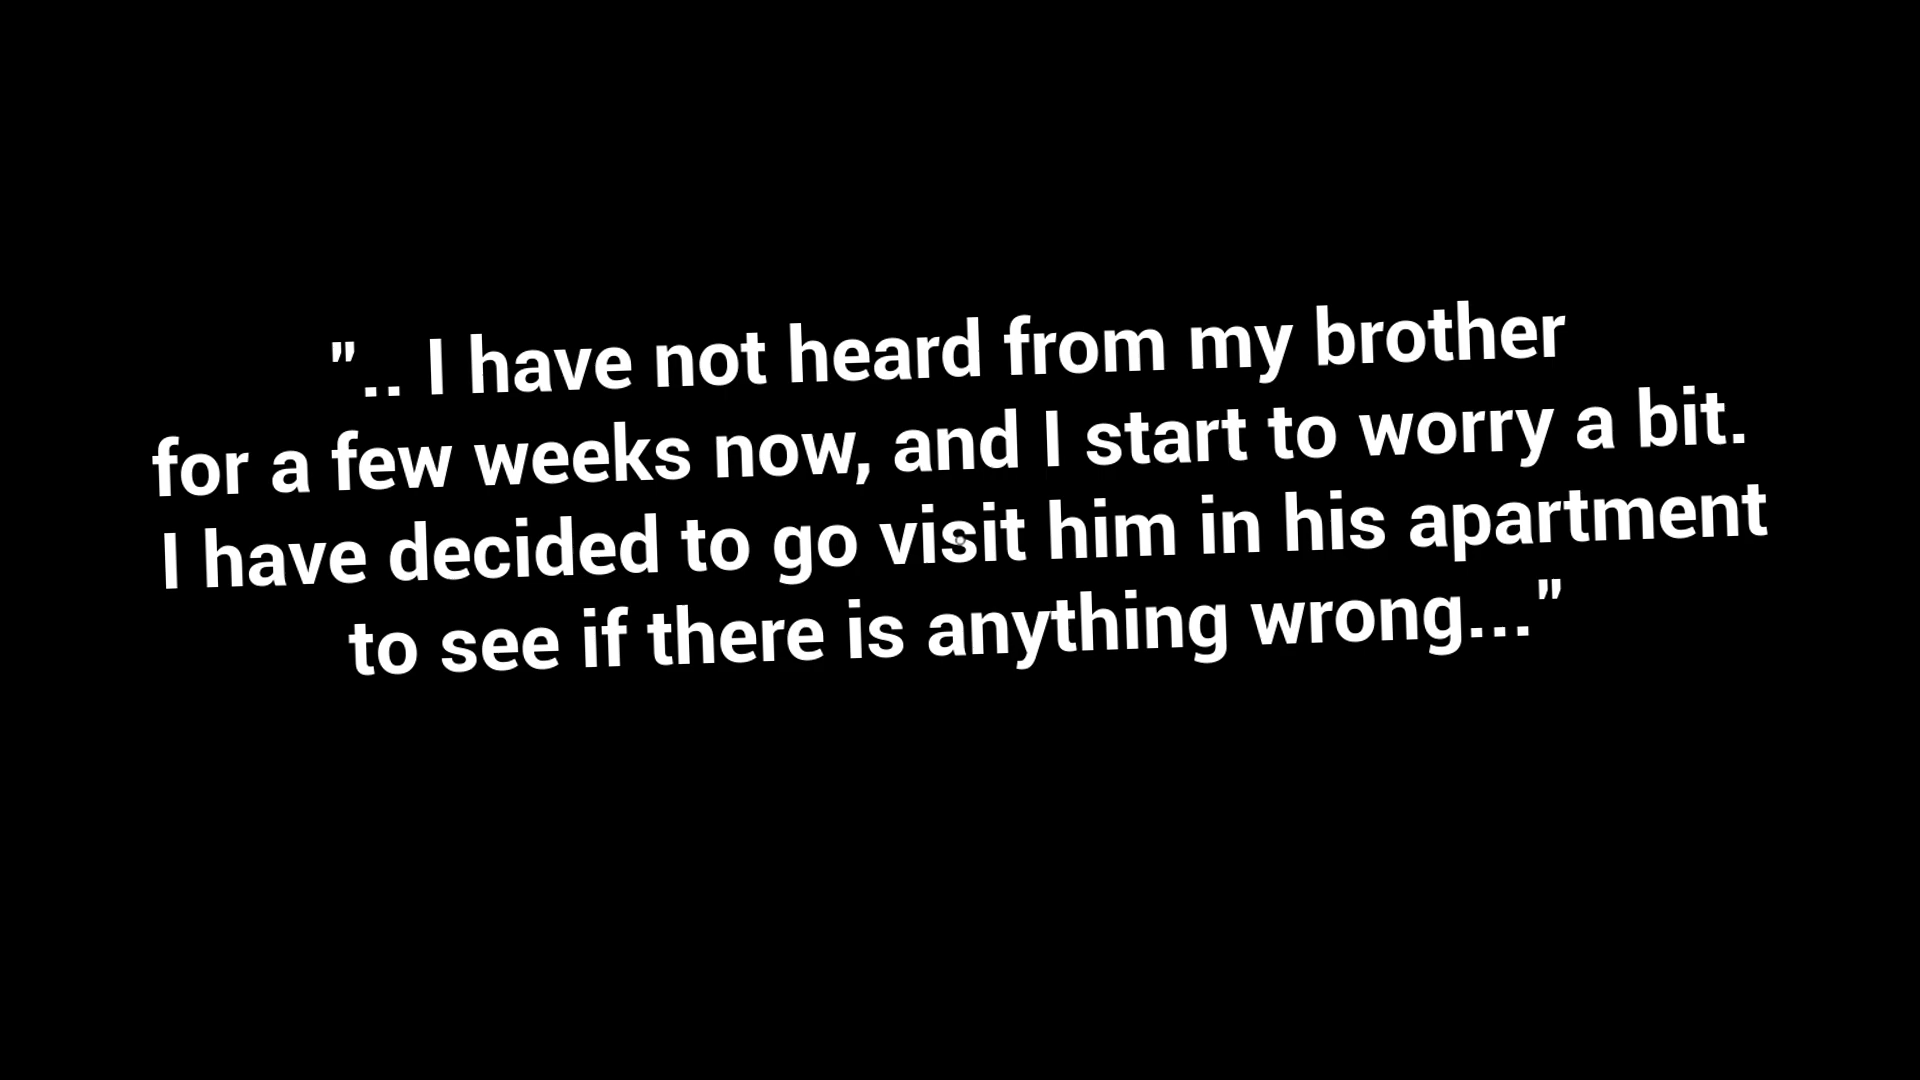 ".. I have not heard from my brother
for a few weeks now, and I start to worry a bit.
I have decided to go visit him in his apartment
to see if there is anything wrong..."